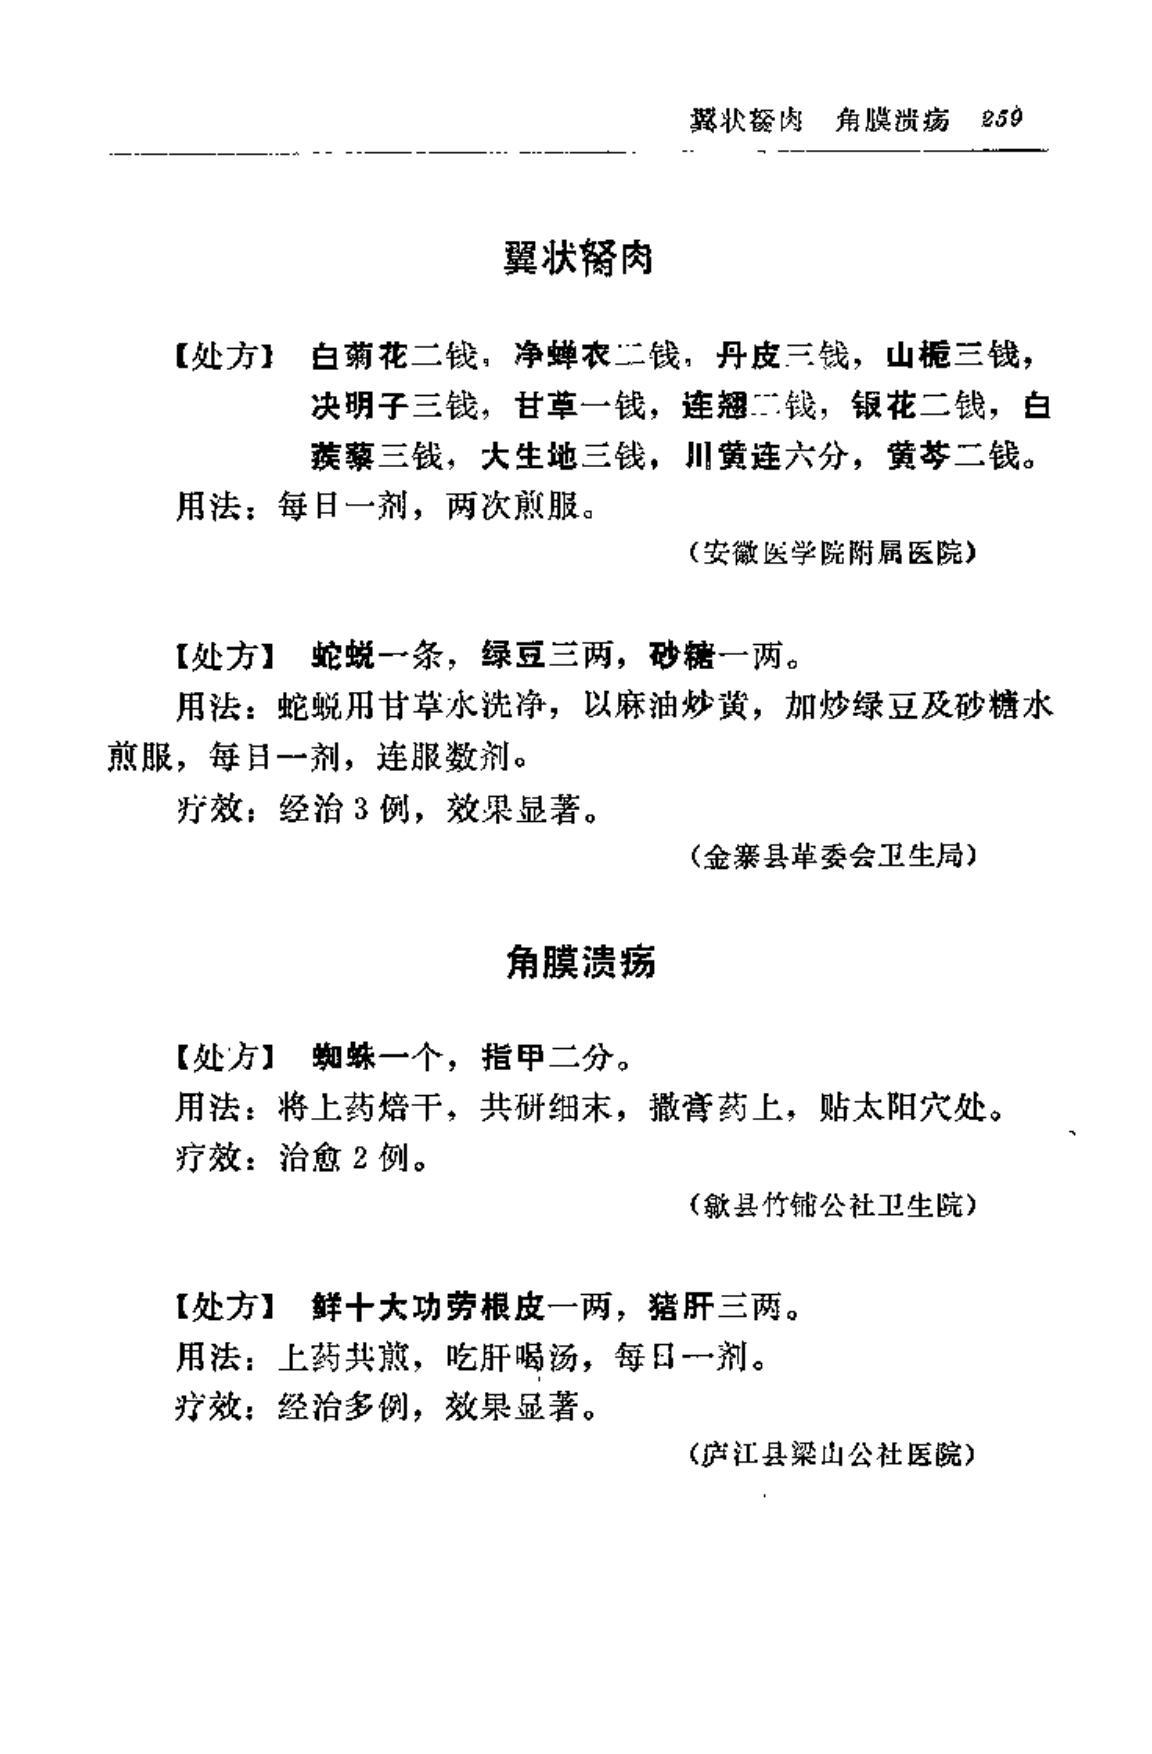 翼状胬肉 角膜溃疡 259
翼状胬肉
【处方】 白菊花二钱，净蝉衣二钱，丹皮三钱，山栀三钱，
决明子三钱，甘草一钱，连翘二钱，银花二钱，白
蒺藜三钱，大生地三钱，川黄连六分，黄芩二钱。
用法：每日一剂，两次煎服。
（安徽医学院附属医院）
【处方】 蛇蜕一条，绿豆三两，砂糖一两。
用法：蛇蜕用甘草水洗净，以麻油炒黄，加炒绿豆及砂糖水
煎服，每日一剂，连服数剂。
疗效：经治3例，效果显著。
（金寨县革委会卫生局）
角膜溃疡
【处方】 蜘蛛一个，指甲二分。
用法：将上药焙干，共研细末，撒膏药上，贴太阳穴处。
疗效：治愈2例。
（歙县竹铺公社卫生院）
【处方】 鲜十大功劳根皮一两，猪肝三两。
用法：上药共煎，吃肝喝汤，每日一剂。
疗效：经治多例，效果显著。
（庐江县梁山公社医院）